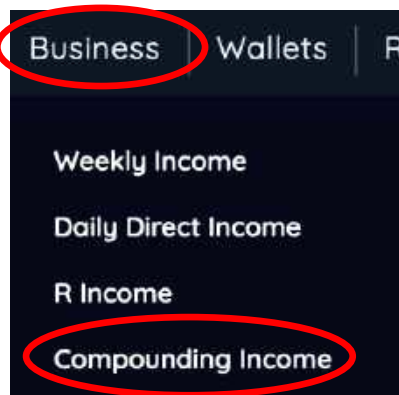 Business | Wallets | R
Weekly Income
Daily Direct Income
R Income
Compounding Income